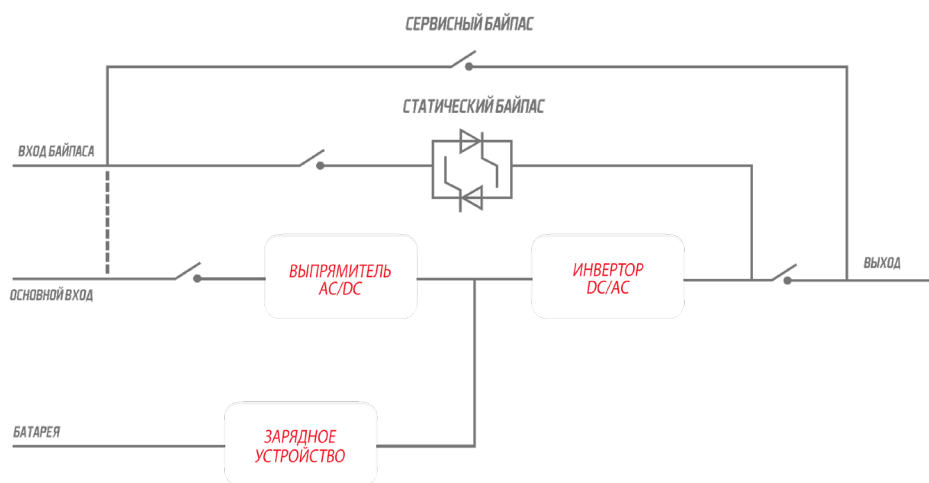 СЕРВИСНЫЙ БАЙПАС
СТАТИЧЕСКИЙ БАЙПАС
ВХОД БАЙПАСА
ВЫПРЯМИТЕЛЬ
AC/DC
ИНВЕРТОР
DC/AC
ВЫХОД
ОСНОВНОЙ ВХОД
БАТАРЕЯ
ЗАРЯДНОЕ
УСТРОЙСТВО